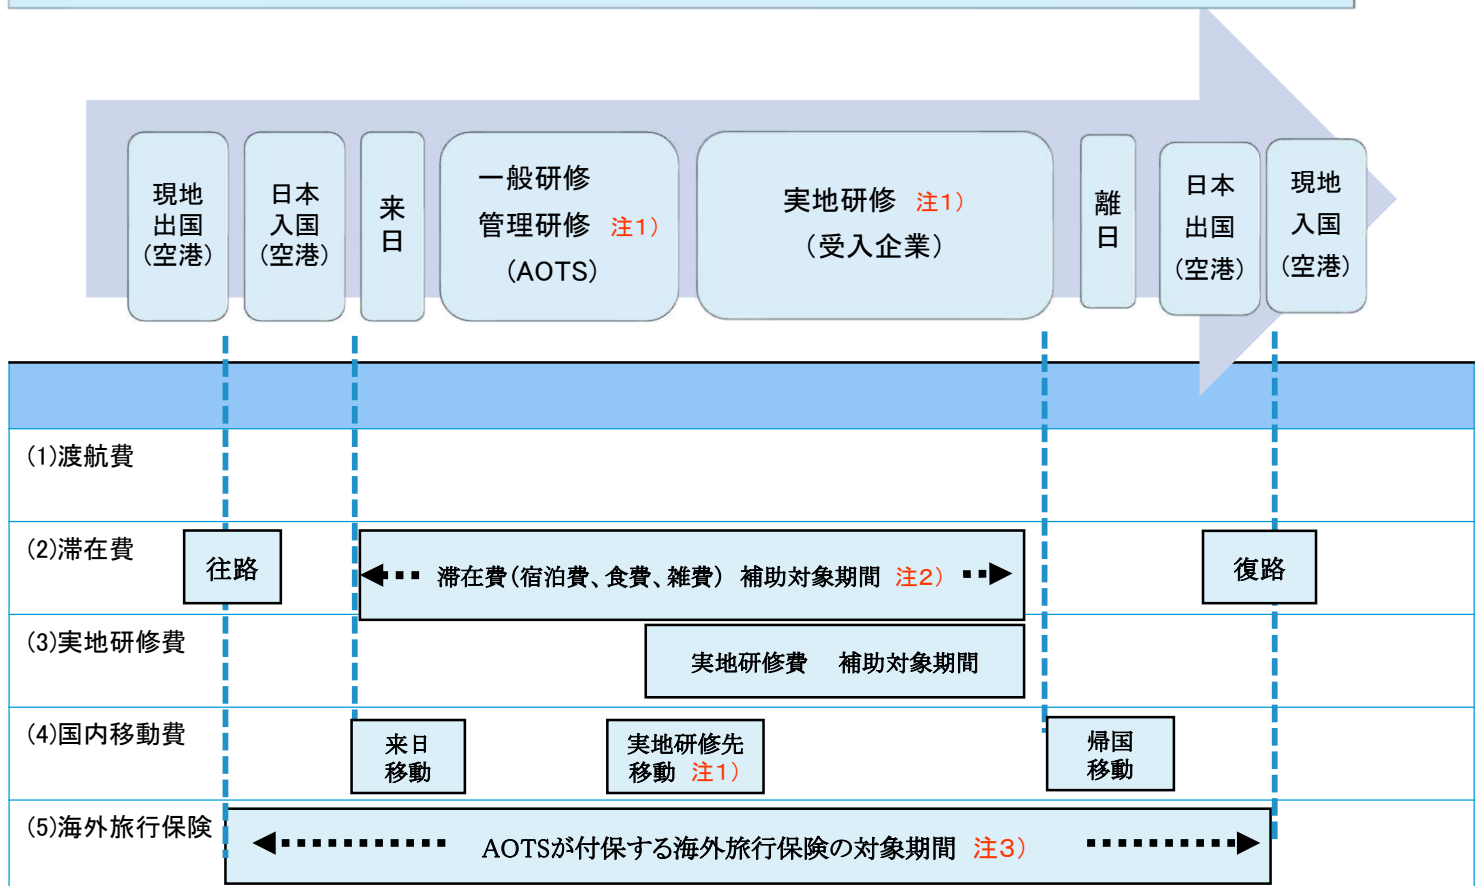 現地
出国
（空港）
日本
入国
（空港）
来
日
一般研修
管理研修　注１）
（AOTS）
実地研修　注１）
（受入企業）
離
日
日本
出国
（空港）
現地
入国
（空港）
(1)渡航費
(2)滞在費
往路
滞在費（宿泊費、食費、雑費）　補助対象期間　注２）
復路
(3)実地研修費
実地研修費　補助対象期間
(4)国内移動費
来日
移動
実地研修先
移動　注１）
帰国
移動
(5)海外旅行保険
AOTSが付保する海外旅行保険の対象期間　注３）